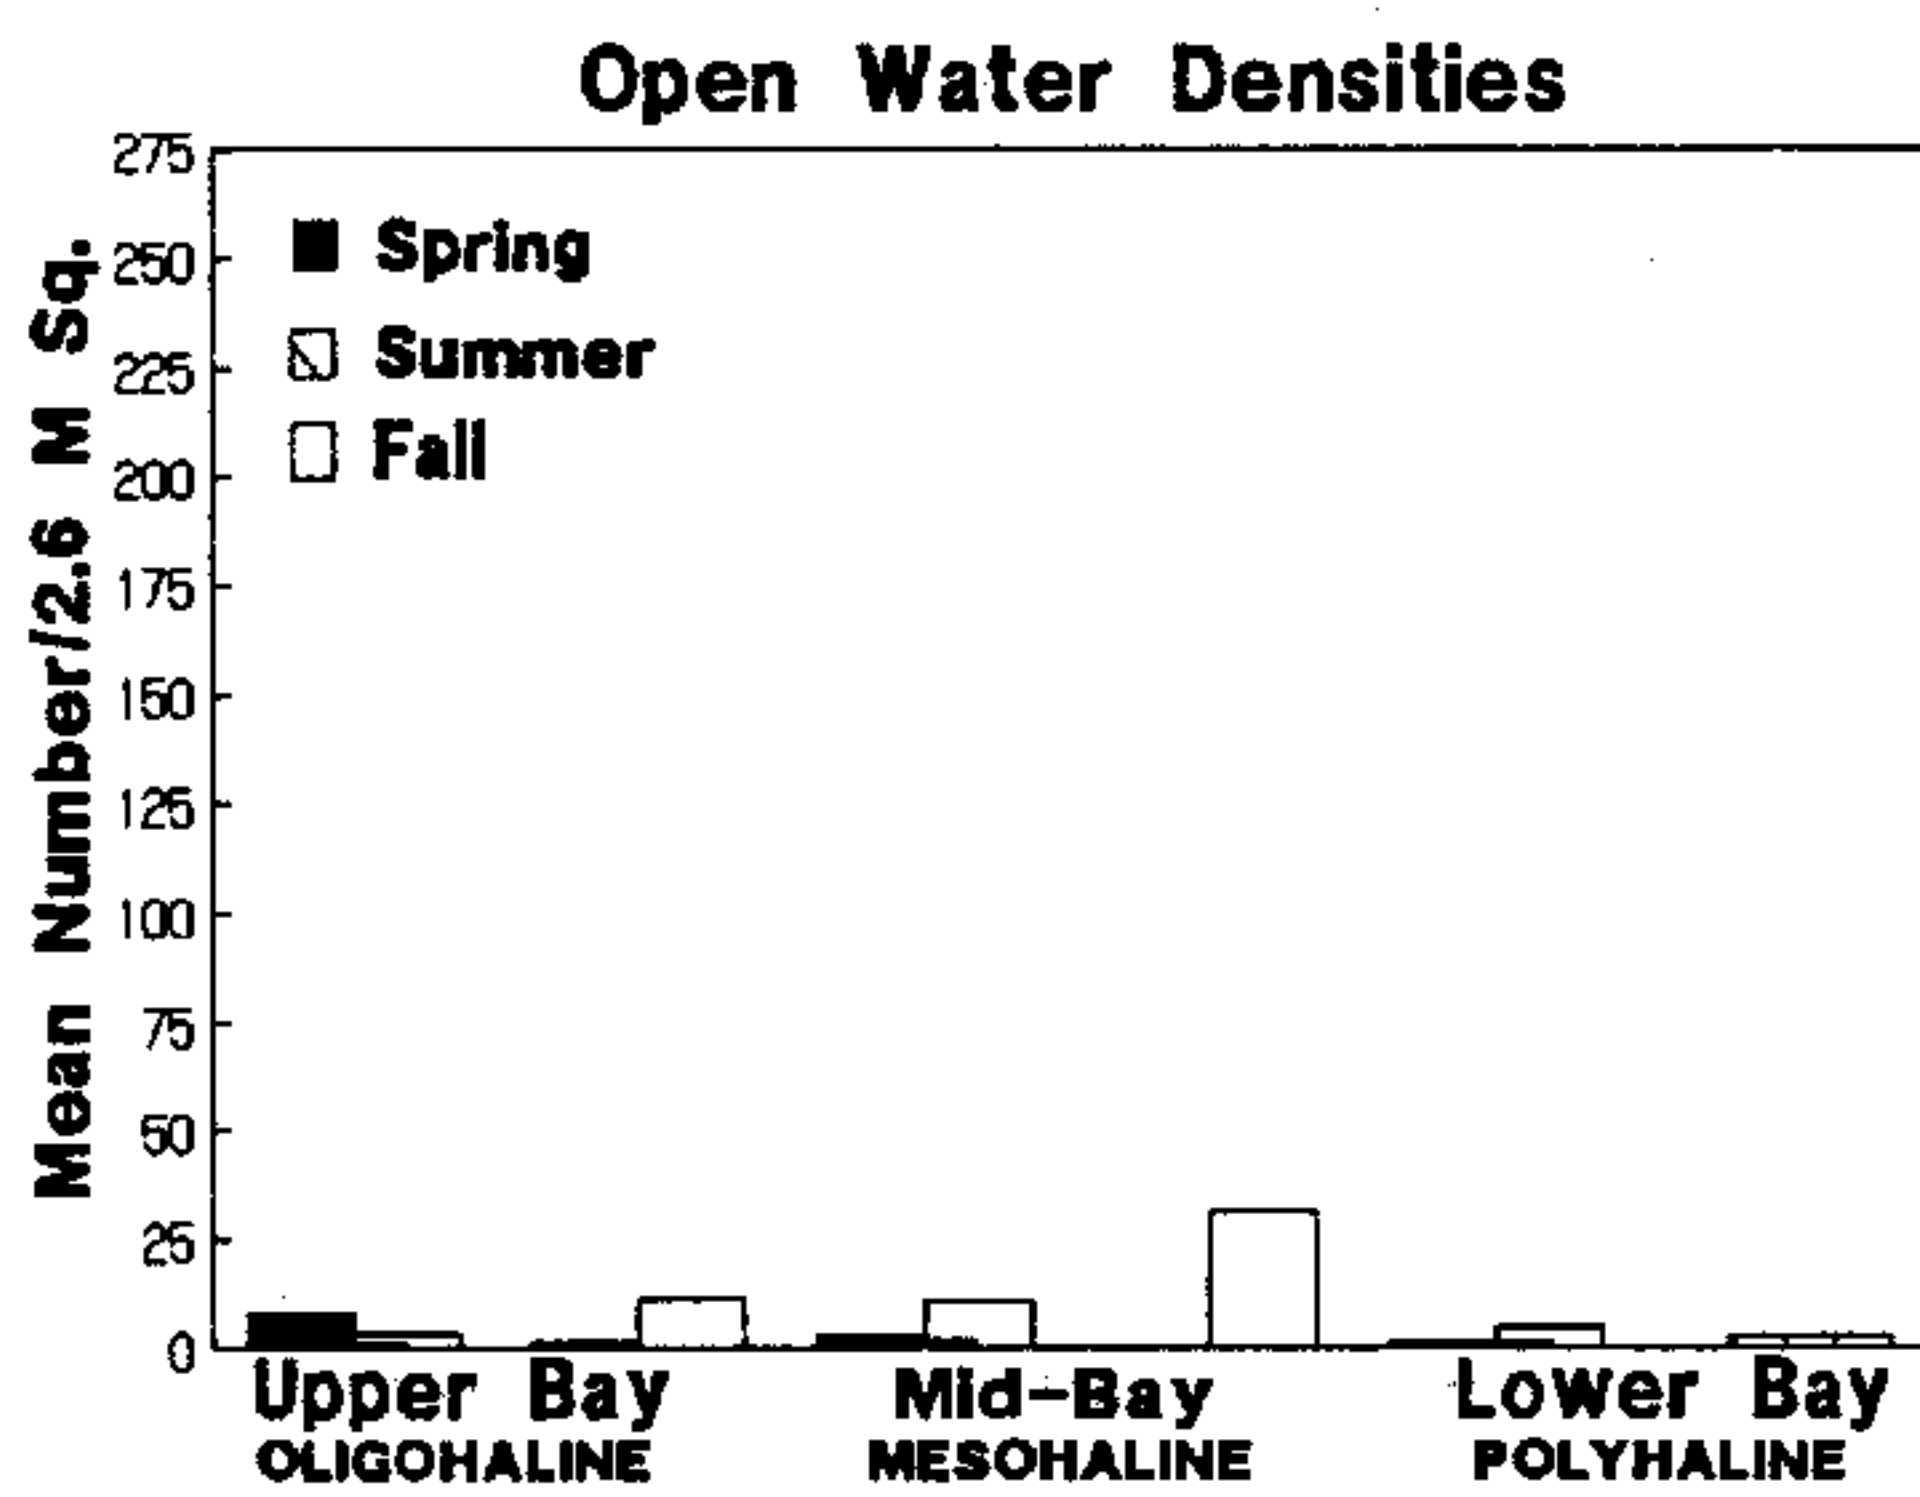 Open Water Densities
Mean Number/2.6 M Sq.
275
250
225
200
175
150
125
100
75
50
25
0
Spring
Summer
Fall
Upper Bay
OLIGOHALINE
Mid-Bay
MESOHALINE
Lower Bay
POLYHALINE